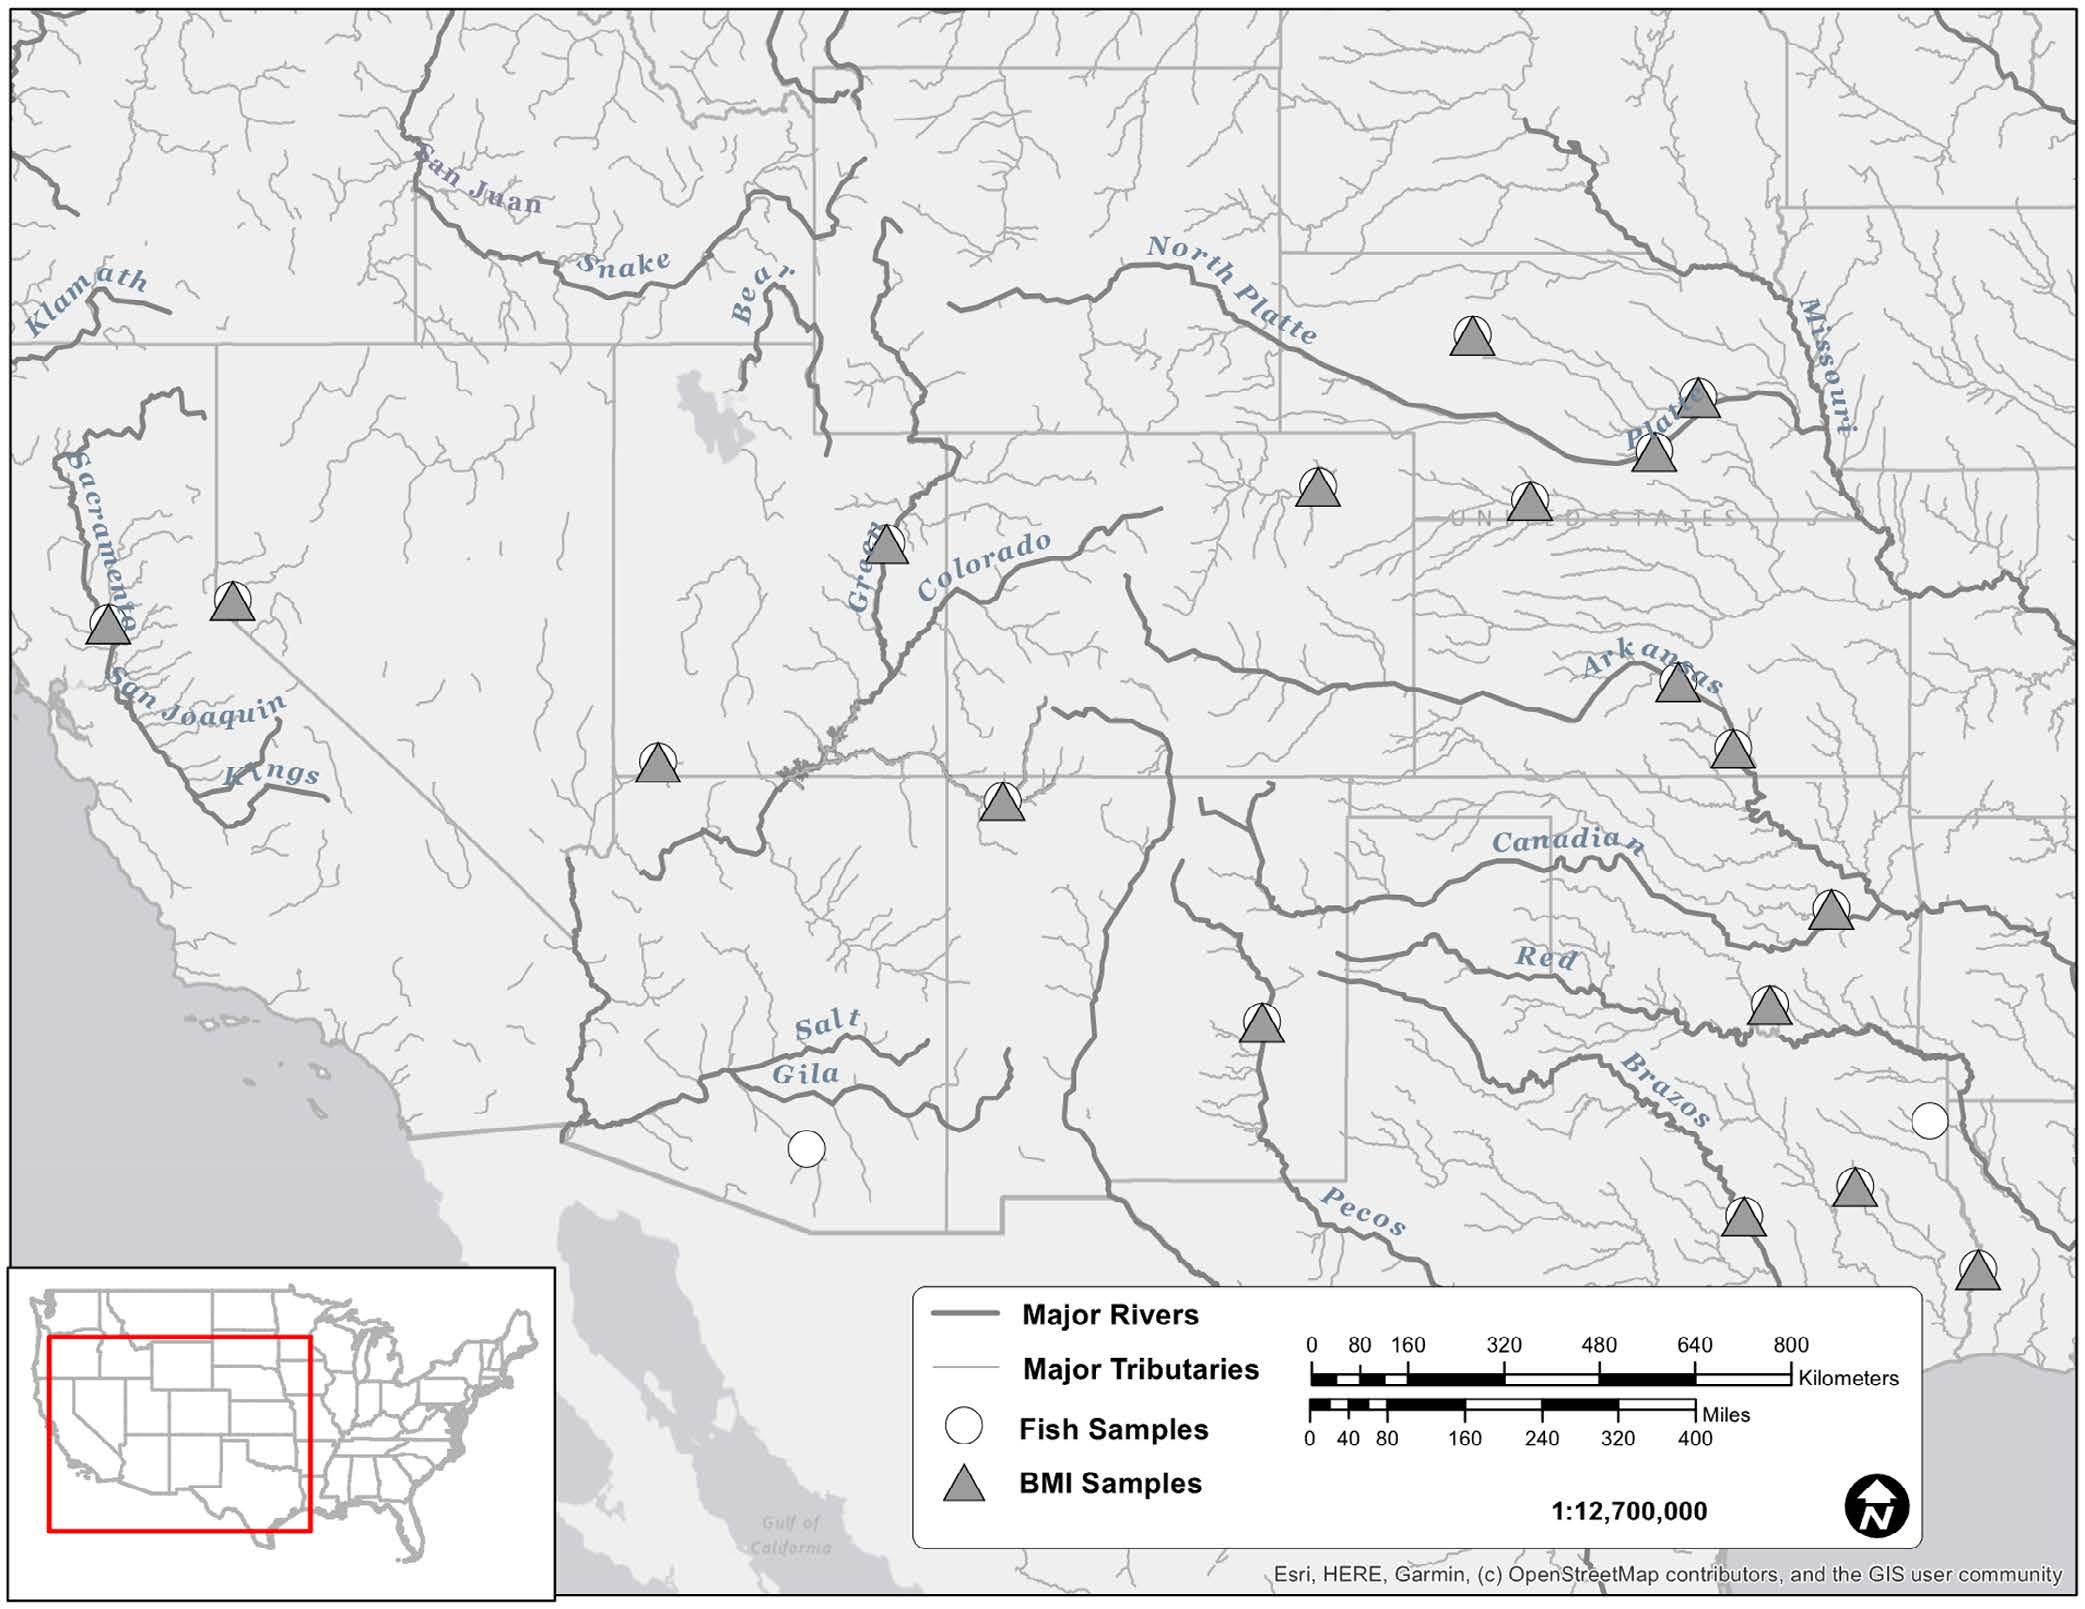 San Juan
Snake
Bear
Klamath
North Platte
Missouri
Platte
Sacramento
UNITED STATES
Green
Colorado
Arkansas
San Joaquin
Kings
Canadian
Red
Salt
Gila
Brazos
Pecos
Major Rivers
Major Tributaries
Fish Samples
BMI Samples
0 80 160 320 480 640 800
Kilometers
Miles
0 40 80 160 240 320 400
1:12,700,000
N
Gulf of
California
Esri, HERE, Garmin, (c) OpenStreetMap contributors, and the GIS user community